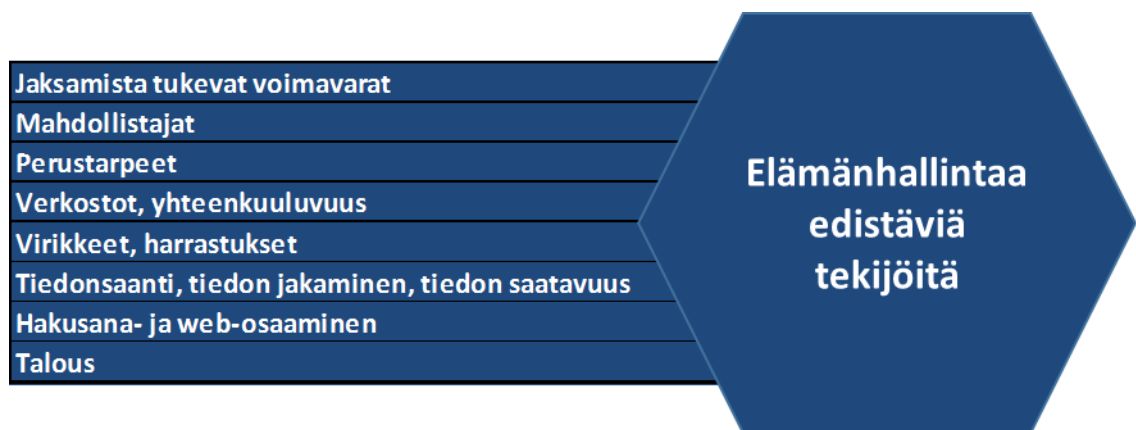 Jaksamista tukevat voimavarat
Mahdollistajat
Perustarpeet
Verkostot, yhteenkuuluvuus
Virikkeet, harrastukset
Tiedonsaanti, tiedon jakaminen, tiedon saatavuus
Hakusana- ja web-osaaminen
Talous
Elämänhallintaa
edistäviä
tekijöitä